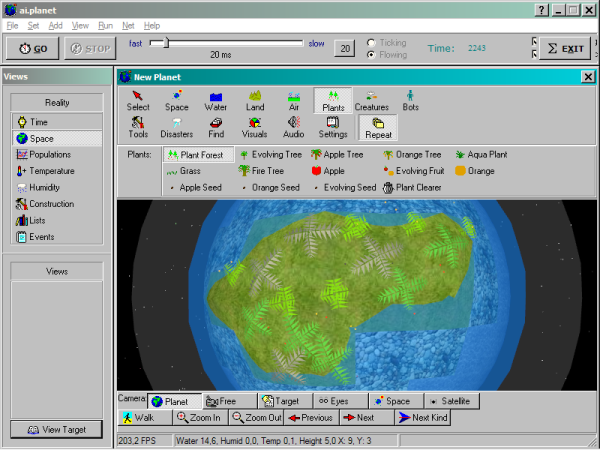 ai.planet
File Set Add View Run Net Help
GO STOP fast slow 20 ms 20 Ticking Flowing Time: 2243 Σ EXIT
Views
New Planet
Reality
Time
Space
Populations
Temperature
Humidity
Construction
Lists
Events
Views
View Target
Select Space Water Land Air Plants Creatures Bots
Tools Disasters Find Visuals Audio Settings Repeat
Plants: Plant Forest Evolving Tree Apple Tree Orange Tree Aqua Plant
Grass Fire Tree Apple Evolving Fruit Orange
Apple Seed Orange Seed Evolving Seed Plant Clearer
Camera: Planet Free Target Eyes Space Satellite
Walk Zoom In Zoom Out Previous Next Next Kind
203,2 FPS Water 14,6, Humid 0,0, Temp 0,1, Height 5,0 X: 9, Y: 3